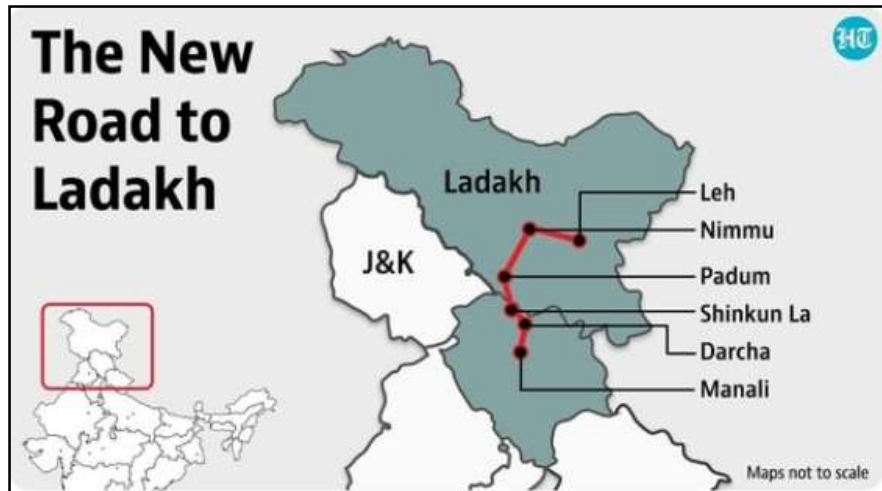 The New
Road to
Ladakh
HT
Ladakh
J&K
Leh
Nimmu
Padum
Shinkun La
Darcha
Manali
Maps not to scale